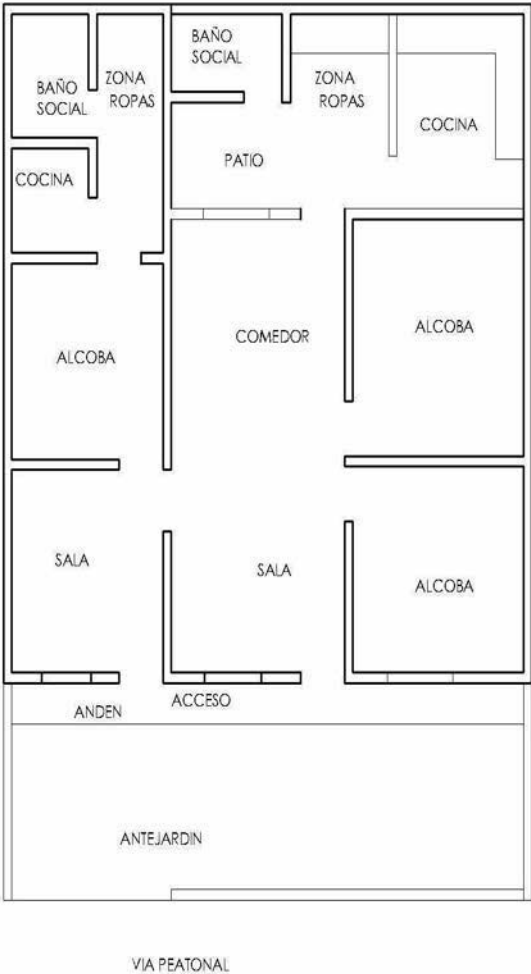 BAÑO
SOCIAL
ZONA
ROPAS
BAÑO
SOCIAL
ZONA
ROPAS
COCINA
PATIO
COCINA
ALCOBA
COMEDOR
ALCOBA
SALA
SALA
ALCOBA
ANDEN
ACCESO
ANTEJARDIN
VIA PEATONAL